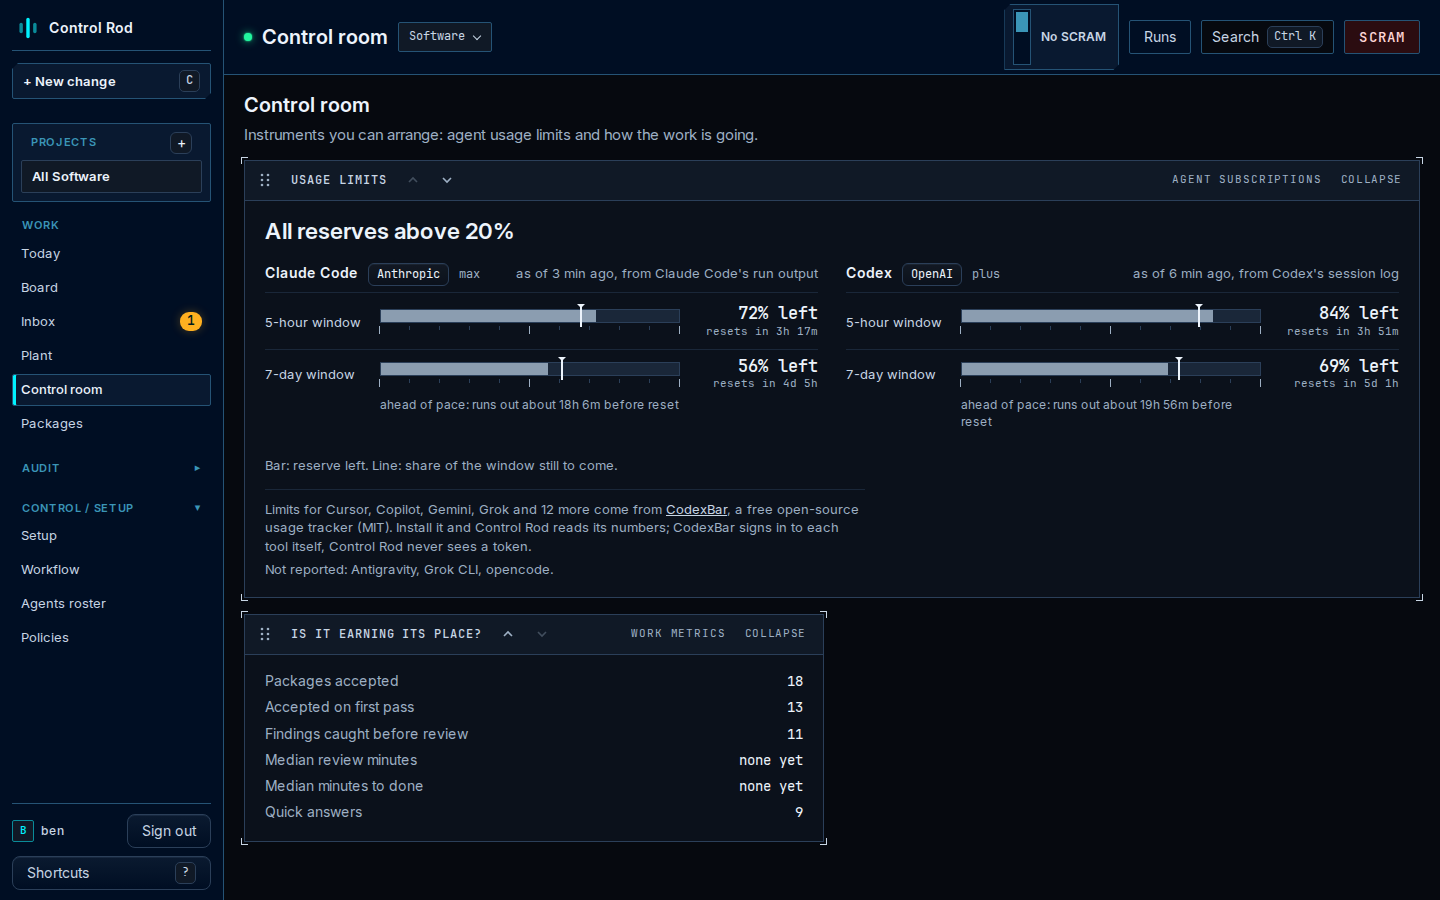 Control Rod
+ New change C
PROJECTS +
All Software
WORK
Today
Board
Inbox 1
Plant
Control room
Packages
AUDIT
CONTROL / SETUP
Setup
Workflow
Agents roster
Policies
B ben Sign out
Shortcuts ?
Control room Software No SCRAM Runs Search Ctrl K SCRAM
Control room
Instruments you can arrange: agent usage limits and how the work is going.
USAGE LIMITS AGENT SUBSCRIPTIONS COLLAPSE
All reserves above 20%
Claude Code Anthropic max as of 3 min ago, from Claude Code's run output
5-hour window 72% left
resets in 3h 17m
7-day window 56% left
resets in 4d 5h
ahead of pace: runs out about 18h 6m before reset
Codex OpenAI plus as of 6 min ago, from Codex's session log
5-hour window 84% left
resets in 3h 51m
7-day window 69% left
resets in 5d 1h
ahead of pace: runs out about 19h 56m before
reset
Bar: reserve left. Line: share of the window still to come.
Limits for Cursor, Copilot, Gemini, Grok and 12 more come from CodexBar, a free open-source
usage tracker (MIT). Install it and Control Rod reads its numbers; CodexBar signs in to each
tool itself, Control Rod never sees a token.
Not reported: Antigravity, Grok CLI, opencode.
IS IT EARNING ITS PLACE? WORK METRICS COLLAPSE
Packages accepted 18
Accepted on first pass 13
Findings caught before review 11
Median review minutes none yet
Median minutes to done none yet
Quick answers 9